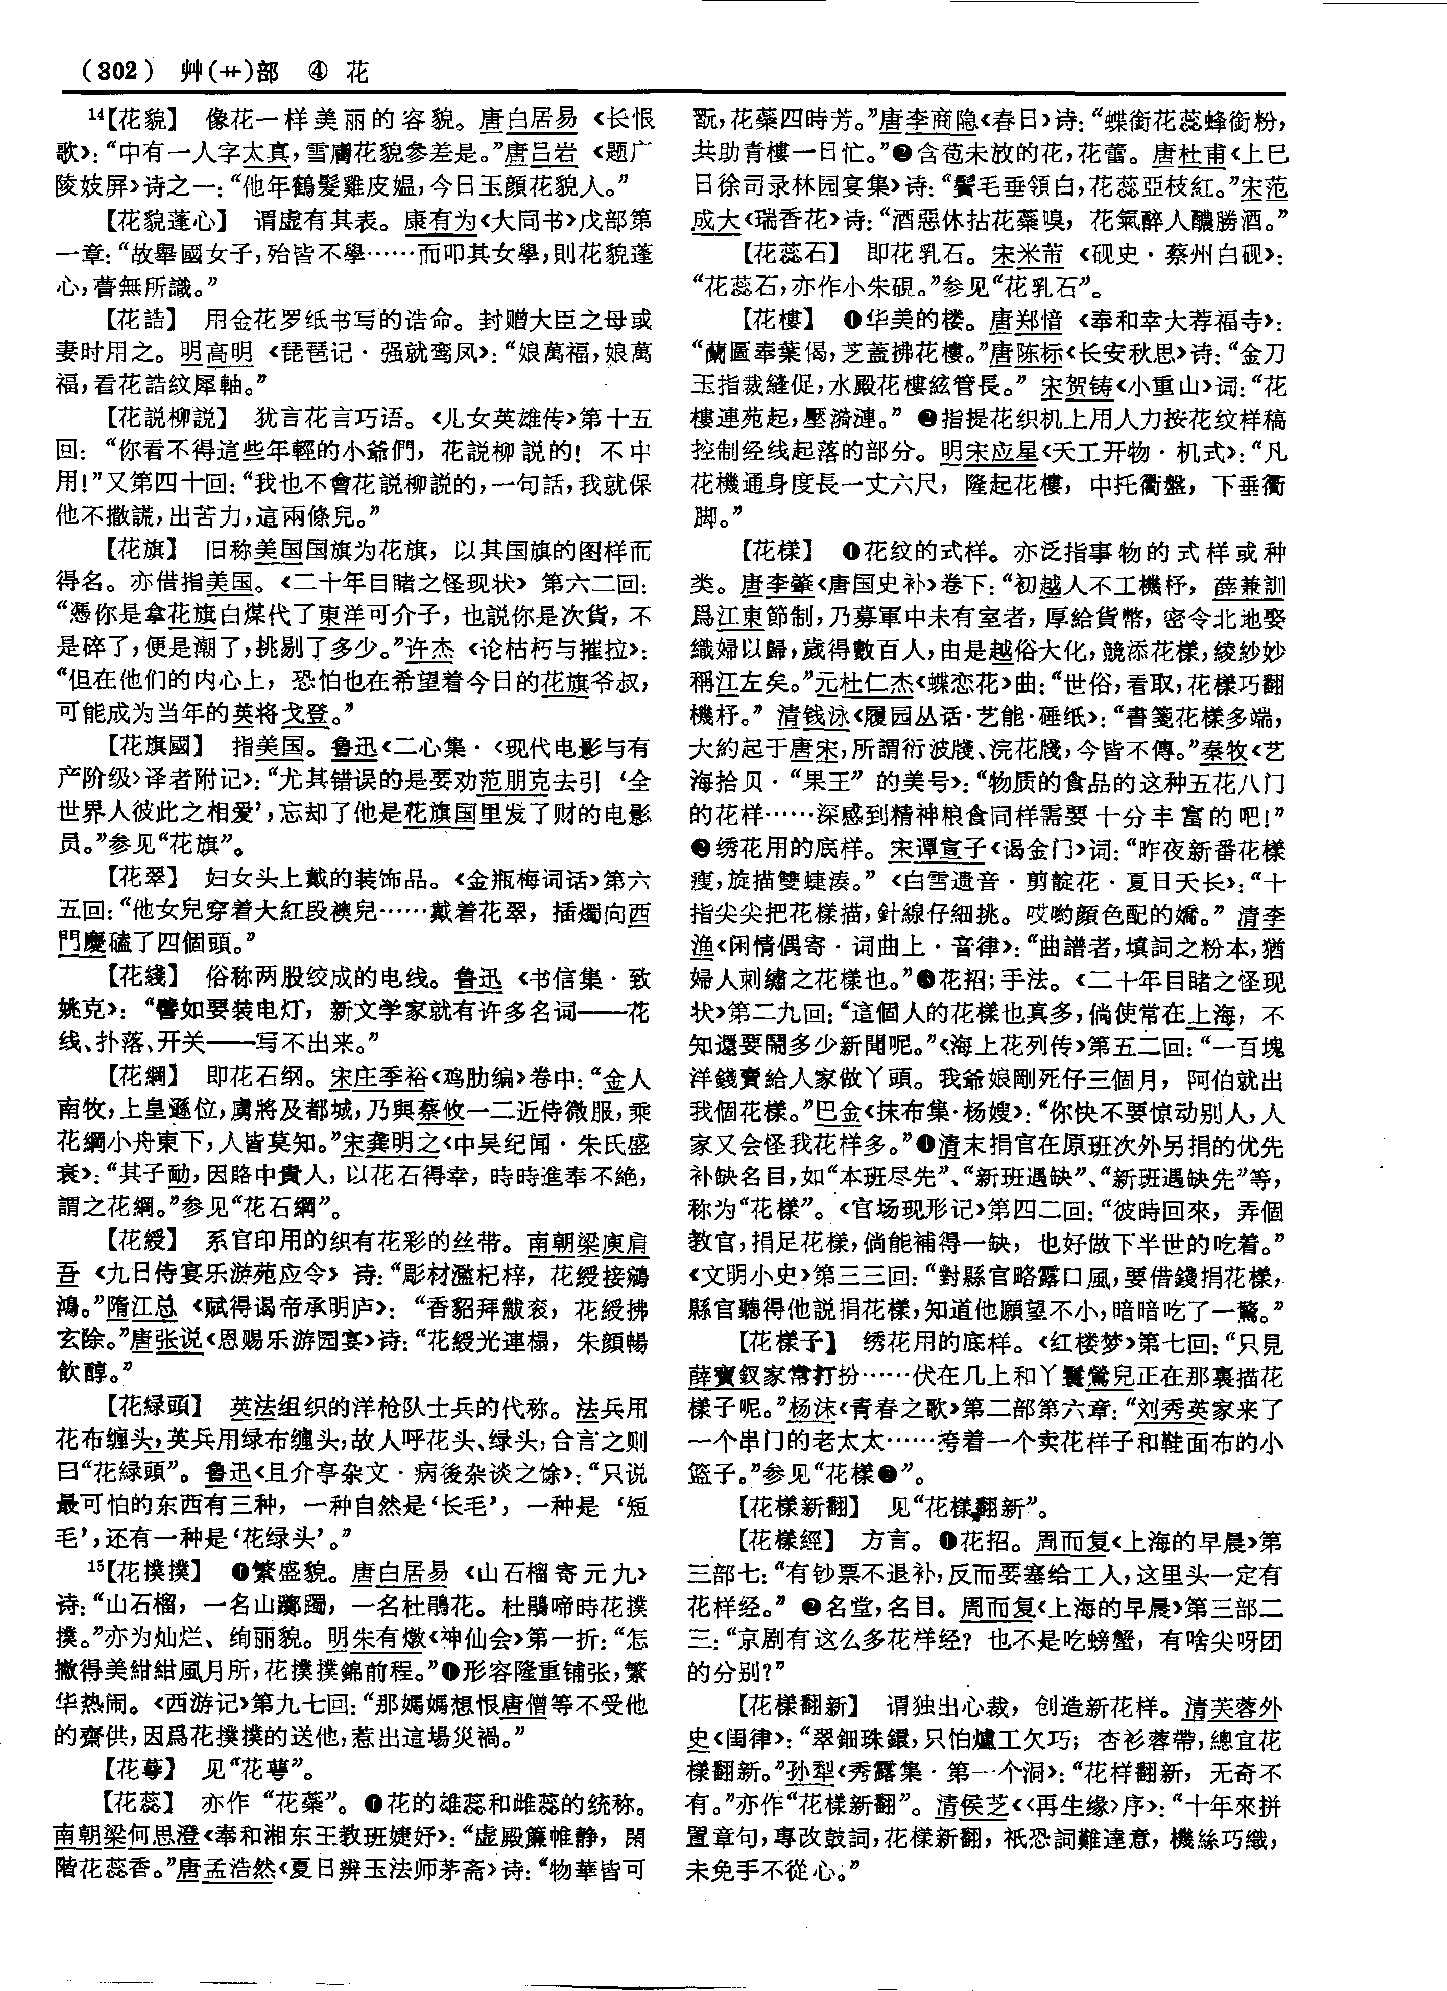 (302) 艸(艹)部 ④ 花
14【花貌】 像花一样美丽的容貌。唐白居易《长恨
歌》：“中有一人字太真，雪膚花貌参差是。”唐吕岩《题广
陵妓屏》诗之一：“他年鶴髮雞皮媪，今日玉顔花貌人。”
【花貌蓬心】 谓虚有其表。康有为《大同书》戊部第
一章：“故舉國女子，殆皆不學……而叩其女學，則花貌蓬
心，瞢無所識。”
【花誥】 用金花罗纸书写的诰命。封赠大臣之母或
妻时用之。明高明《琵琶记·强就鸾凤》：“娘萬福，娘萬
福，看花誥紋犀軸。”
【花説柳説】 犹言花言巧语。《儿女英雄传》第十五
回：“你看不得這些年輕的小爺們，花説柳説的！不中
用！”又第四十回：“我也不會花説柳説的，一句話，我就保
他不撒謊，出苦力，這兩條兒。”
【花旗】 旧称美国国旗为花旗，以其国旗的图样而
得名。亦借指美国。《二十年目睹之怪现状》第六二回：
“憑你是拿花旗白煤代了東洋可介子，也説你是次貨，不
是碎了，便是潮了，挑剔了多少。”许杰《论枯朽与摧拉》：
“但在他们的内心上，恐怕也在希望着今日的花旗爷叔，
可能成为当年的英将戈登。”
【花旗國】 指美国。鲁迅《二心集·〈现代电影与有
产阶级〉译者附记》：“尤其错误的是要劝范朋克去引‘全
世界人彼此之相爱’，忘却了他是花旗国里发了财的电影
员。”参见“花旗”。
【花翠】 妇女头上戴的装饰品。《金瓶梅词话》第六
五回：“他女兒穿着大紅段襖兒……戴着花翠，插燭向西
門慶磕了四個頭。”
【花綫】 俗称两股绞成的电线。鲁迅《书信集·致
姚克》：“譬如要装电灯，新文学家就有许多名词——花
线、扑落、开关——写不出来。”
【花綱】 即花石纲。宋庄季裕《鸡肋编》卷中：“金人
南牧，上皇遜位，虜將及都城，乃與蔡攸一二近侍微服，乘
花綱小舟東下，人皆莫知。”宋龚明之《中吴纪闻·朱氏盛
衰》：“其子勔，因賂中貴人，以花石得幸，時時進奉不絶，
謂之花綱。”参见“花石綱”。
【花綬】 系官印用的织有花彩的丝带。南朝梁庾肩
吾《九日侍宴乐游苑应令》诗：“彫材濫杞梓，花綬接鵷
鴻。”隋江总《赋得谒帝承明庐》：“香貂拜黻衮，花綬拂
玄除。”唐张说《恩赐乐游园宴》诗：“花綬光連榻，朱顔暢
飲醇。”
【花緑頭】 英法组织的洋枪队士兵的代称。法兵用
花布缠头，英兵用绿布缠头，故人呼花头、绿头，合言之则
曰“花緑頭”。鲁迅《且介亭杂文·病後杂谈之馀》：“只说
最可怕的东西有三种，一种自然是‘长毛’，一种是‘短
毛’，还有一种是‘花绿头’。”
15【花撲撲】 ❶繁盛貌。唐白居易《山石榴寄元九》
诗：“山石榴，一名山躑躅，一名杜鵑花。杜鵑啼時花撲
撲。”亦为灿烂、绚丽貌。明朱有燉《神仙会》第一折：“怎
撇得美紺紺風月所，花撲撲錦前程。”❶形容隆重铺张，繁
华热闹。《西游记》第九七回：“那媽媽想恨唐僧等不受他
的齋供，因爲花撲撲的送他，惹出這場災禍。”
【花蕚】 见“花萼”。
【花蕊】 亦作“花蘂”。❶花的雄蕊和雌蕊的统称。
南朝梁何思澄《奉和湘东王教班婕妤》：“虚殿簾帷静，閑
階花蕊香。”唐孟浩然《夏日辨玉法师茅斋》诗：“物華皆可
翫，花蘂四時芳。”唐李商隐《春日》诗：“蝶銜花蕊蜂銜粉，
共助青樓一日忙。”❷含苞未放的花，花蕾。唐杜甫《上巳
日徐司录林园宴集》诗：“鬢毛垂領白，花蕊亞枝紅。”宋范
成大《瑞香花》诗：“酒惡休拈花蘂嗅，花氣醉人醲勝酒。”
【花蕊石】 即花乳石。宋米芾《砚史·蔡州白砚》：
“花蕊石，亦作小朱硯。”参见“花乳石”。
【花樓】 ❶华美的楼。唐郑愔《奉和幸大荐福寺》：
“蘭圖奉葉偈，芝蓋拂花樓。”唐陈标《长安秋思》诗：“金刀
玉指裁縫促，水殿花樓絃管長。”宋贺铸《小重山》词：“花
樓連苑起，壓漪漣。”❷指提花织机上用人力按花纹样稿
控制经线起落的部分。明宋应星《天工开物·机式》：“凡
花機通身度長一丈六尺，隆起花樓，中托衢盤，下垂衢
脚。”
【花樣】 ❶花纹的式样。亦泛指事物的式样或种
类。唐李肇《唐国史补》卷下：“初越人不工機杼，薛兼訓
爲江東節制，乃募軍中未有室者，厚給貨幣，密令北地娶
織婦以歸，歲得數百人，由是越俗大化，競添花樣，綾紗妙
稱江左矣。”元杜仁杰《蝶恋花》曲：“世俗，看取，花樣巧翻
機杼。”清钱泳《履园丛话·艺能·硾纸》：“書箋花樣多端，
大約起于唐宋，所謂衍波牋、浣花牋，今皆不傳。”秦牧《艺
海拾贝·“果王”的美号》：“物质的食品的这种五花八门
的花样……深感到精神粮食同样需要十分丰富的吧！”
❷绣花用的底样。宋谭宣子《谒金门》词：“昨夜新番花樣
瘦，旋描雙蜨湊。”《白雪遗音·剪靛花·夏日天长》：“十
指尖尖把花樣描，針線仔細挑。哎喲顔色配的嬌。”清李
渔《闲情偶寄·词曲上·音律》：“曲譜者，填詞之粉本，猶
婦人刺繡之花樣也。”❸花招；手法。《二十年目睹之怪现
状》第二九回：“這個人的花樣也真多，倘使常在上海，不
知還要鬧多少新聞呢。”《海上花列传》第五二回：“一百塊
洋錢賣給人家做丫頭。我爺娘剛死仔三個月，阿伯就出
我個花樣。”巴金《抹布集·杨嫂》：“你快不要惊动别人，人
家又会怪我花样多。”❹清末捐官在原班次外另捐的优先
补缺名目，如“本班尽先”、“新班遇缺”、“新班遇缺先”等，
称为“花樣”。《官场现形记》第四二回：“彼時回來，弄個
教官，捐足花樣，倘能補得一缺，也好做下半世的吃着。”
《文明小史》第三三回：“對縣官略露口風，要借錢捐花樣，
縣官聽得他説捐花樣，知道他願望不小，暗暗吃了一驚。”
【花樣子】 绣花用的底样。《红楼梦》第七回：“只見
薛寶釵家常打扮……伏在几上和丫鬟鶯兒正在那裏描花
樣子呢。”杨沫《青春之歌》第二部第六章：“刘秀英家来了
一个串门的老太太……挎着一个卖花样子和鞋面布的小
篮子。”参见“花樣❷”。
【花樣新翻】 见“花樣翻新”。
【花樣經】 方言。❶花招。周而复《上海的早晨》第
三部七：“有钞票不退补，反而要塞给工人，这里头一定有
花样经。”❷名堂，名目。周而复《上海的早晨》第三部二
三：“京剧有这么多花样经？也不是吃螃蟹，有啥尖呀团
的分别？”
【花樣翻新】 谓独出心裁，创造新花样。清芙蓉外
史《闺律》：“翠鈿珠鐶，只怕爐工欠巧；杏衫蓉帶，總宜花
樣翻新。”孙犁《秀露集·第一个洞》：“花样翻新，无奇不
有。”亦作“花樣新翻”。清侯芝《〈再生缘〉序》：“十年來拼
置章句，專改鼓詞，花樣新翻，祇恐詞難達意，機絲巧織，
未免手不從心。”